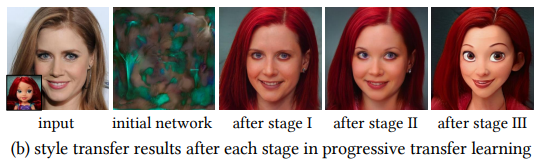 input initial network after stage I after stage II after stage III
(b) style transfer results after each stage in progressive transfer learning